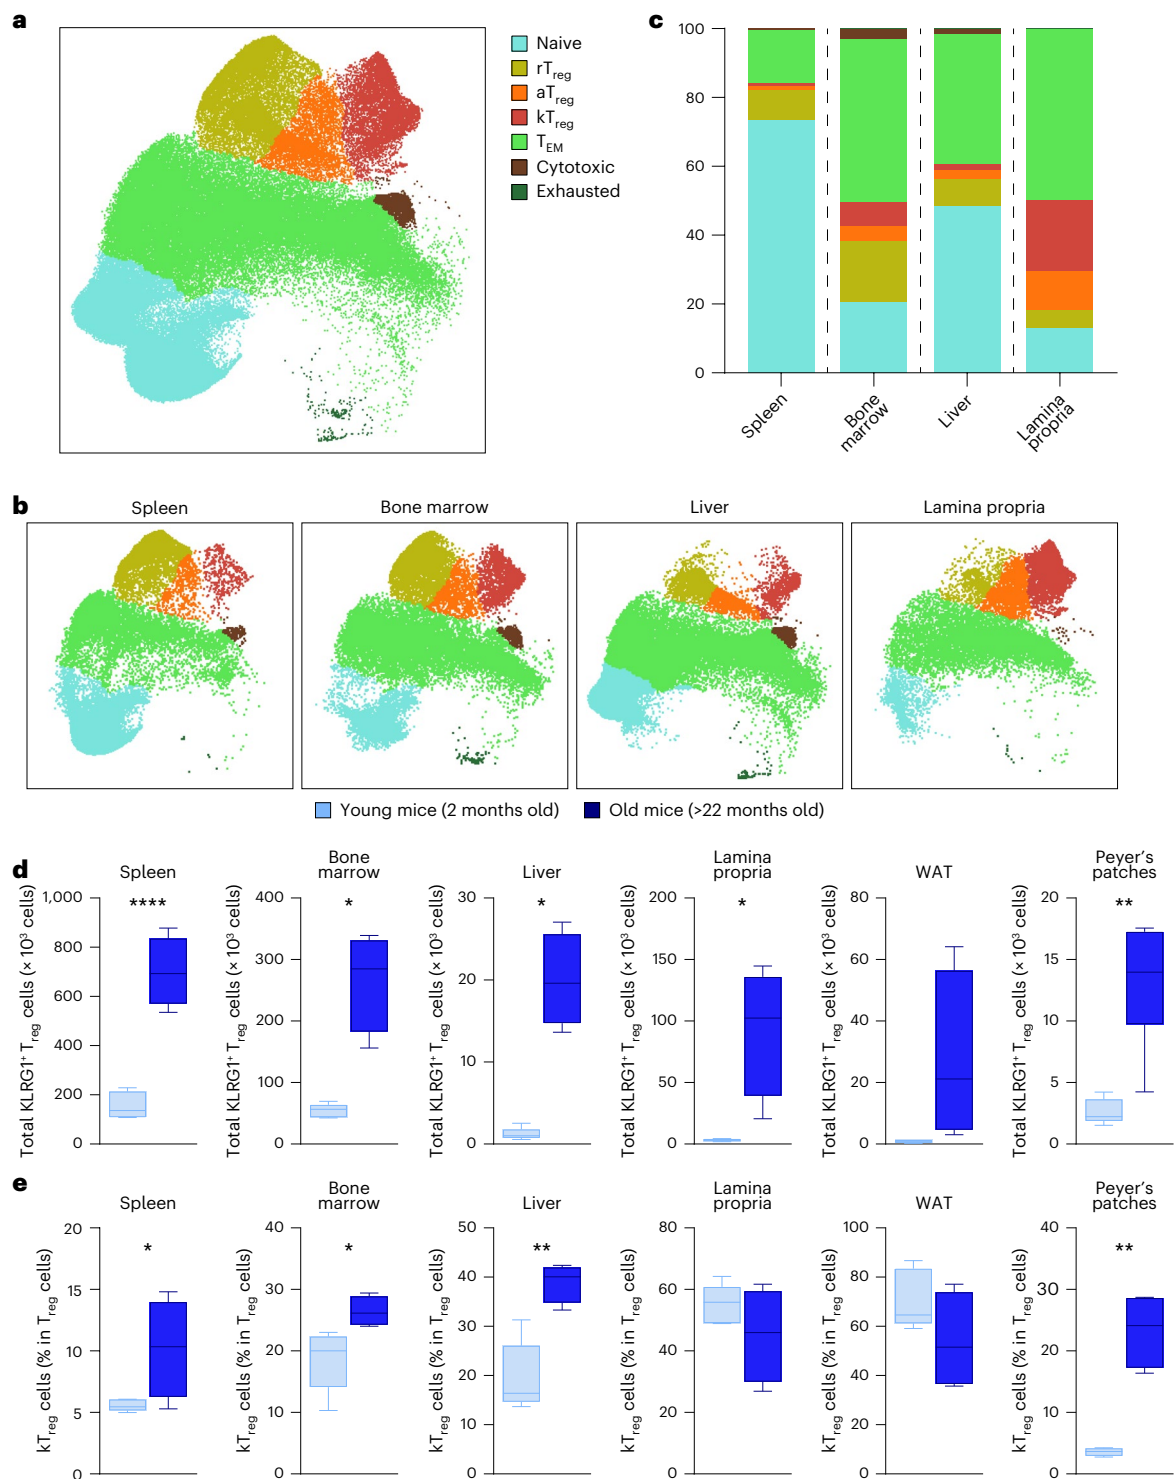 a
Naive
rTreg
aTreg
kTreg
TEM
Cytotoxic
Exhausted
c
100
80
60
40
20
0
Spleen
Bone
marrow
Liver
Lamina
propria
b
Spleen
Bone marrow
Liver
Lamina propria
Young mice (2 months old)
Old mice (>22 months old)
d
Spleen
Total KLRG1⁺ Treg cells (× 10³ cells)
1,000
800
600
400
200
0
****
Bone
marrow
Total KLRG1⁺ Treg cells (× 10³ cells)
400
300
200
100
0
*
Liver
Total KLRG1⁺ Treg cells (× 10³ cells)
30
20
10
0
*
Lamina
propria
Total KLRG1⁺ Treg cells (× 10³ cells)
200
150
100
50
0
*
WAT
Total KLRG1⁺ Treg cells (× 10³ cells)
80
60
40
20
0
Peyer's
patches
Total KLRG1⁺ Treg cells (× 10³ cells)
20
15
10
5
0
**
e
Spleen
kTreg cells (% in Treg cells)
20
15
10
5
0
*
Bone
marrow
kTreg cells (% in Treg cells)
40
30
20
10
0
*
Liver
kTreg cells (% in Treg cells)
50
40
30
20
10
0
**
Lamina
propria
kTreg cells (% in Treg cells)
80
60
40
20
0
WAT
kTreg cells (% in Treg cells)
100
80
60
40
20
0
Peyer's
patches
kTreg cells (% in Treg cells)
40
30
20
10
0
**